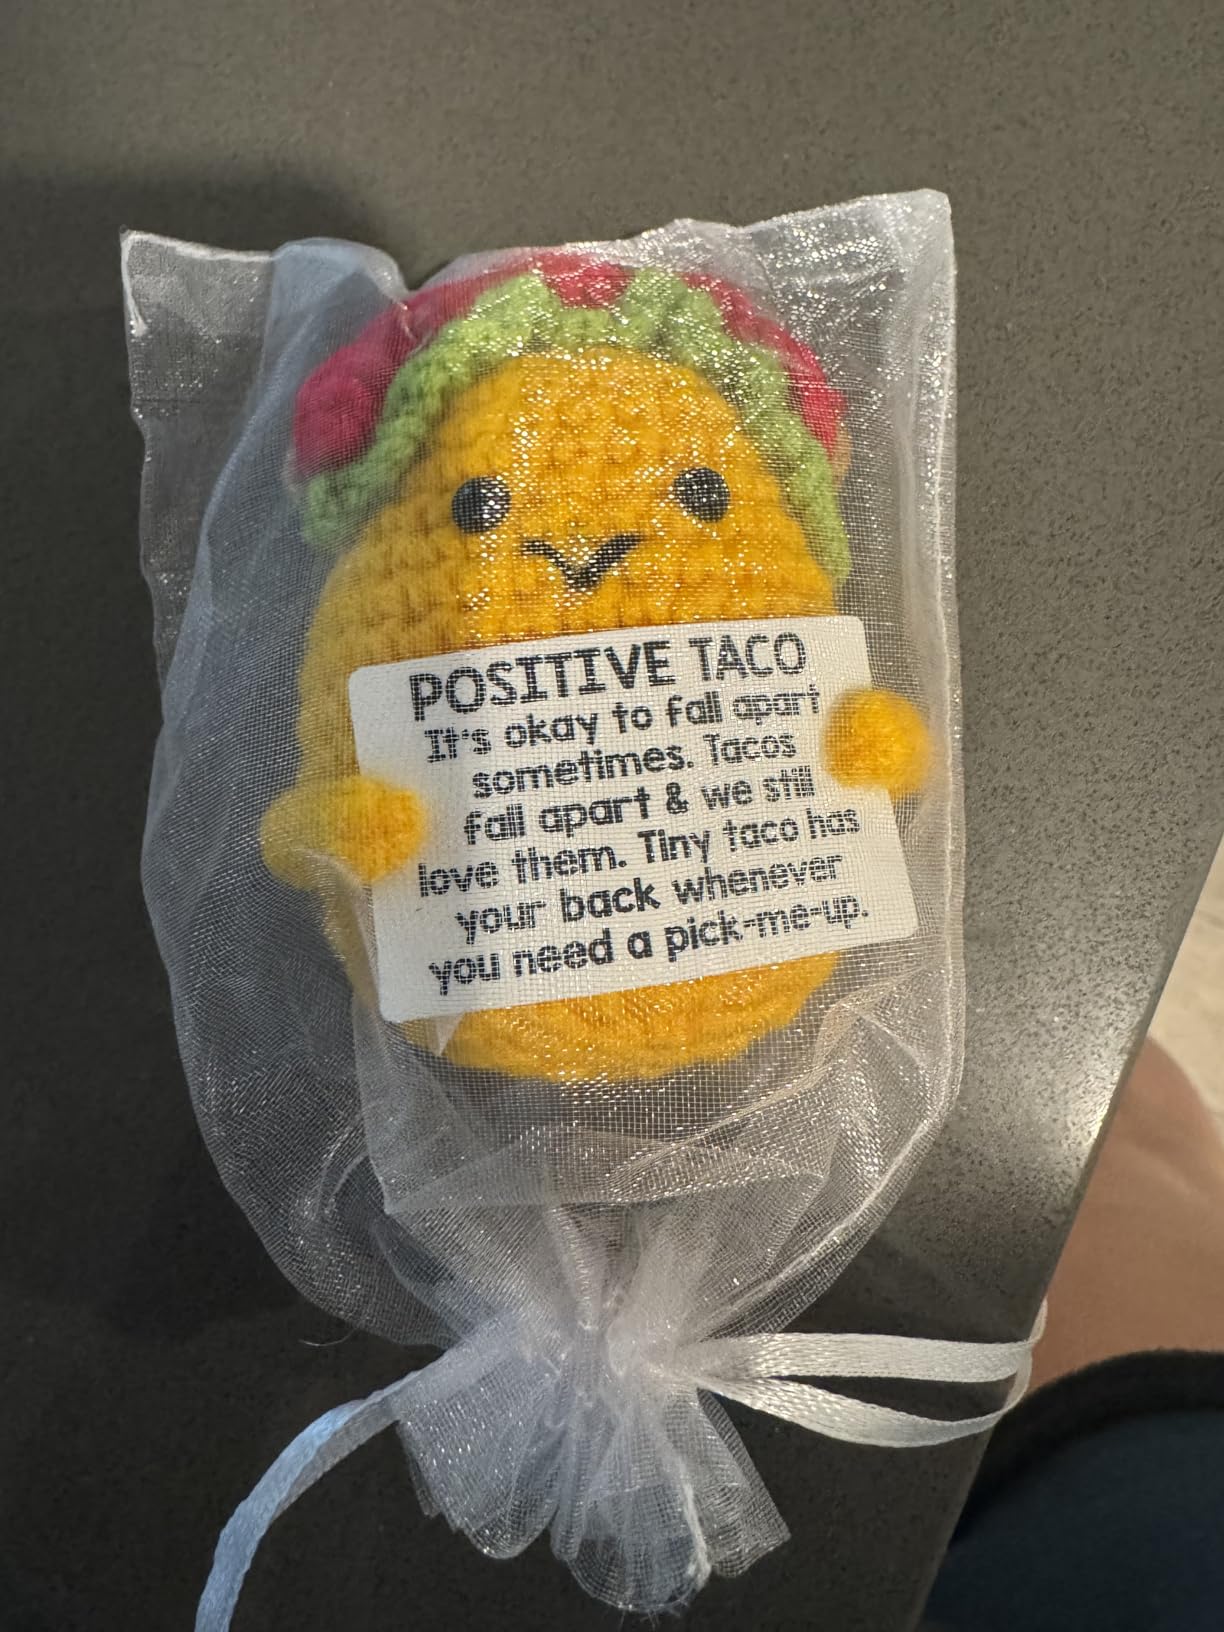 POSITIVE TACO
It's okay to fall apart
sometimes. Tacos
fall apart & we still
love them. Tiny taco has
your back whenever
you need a pick-me-up.